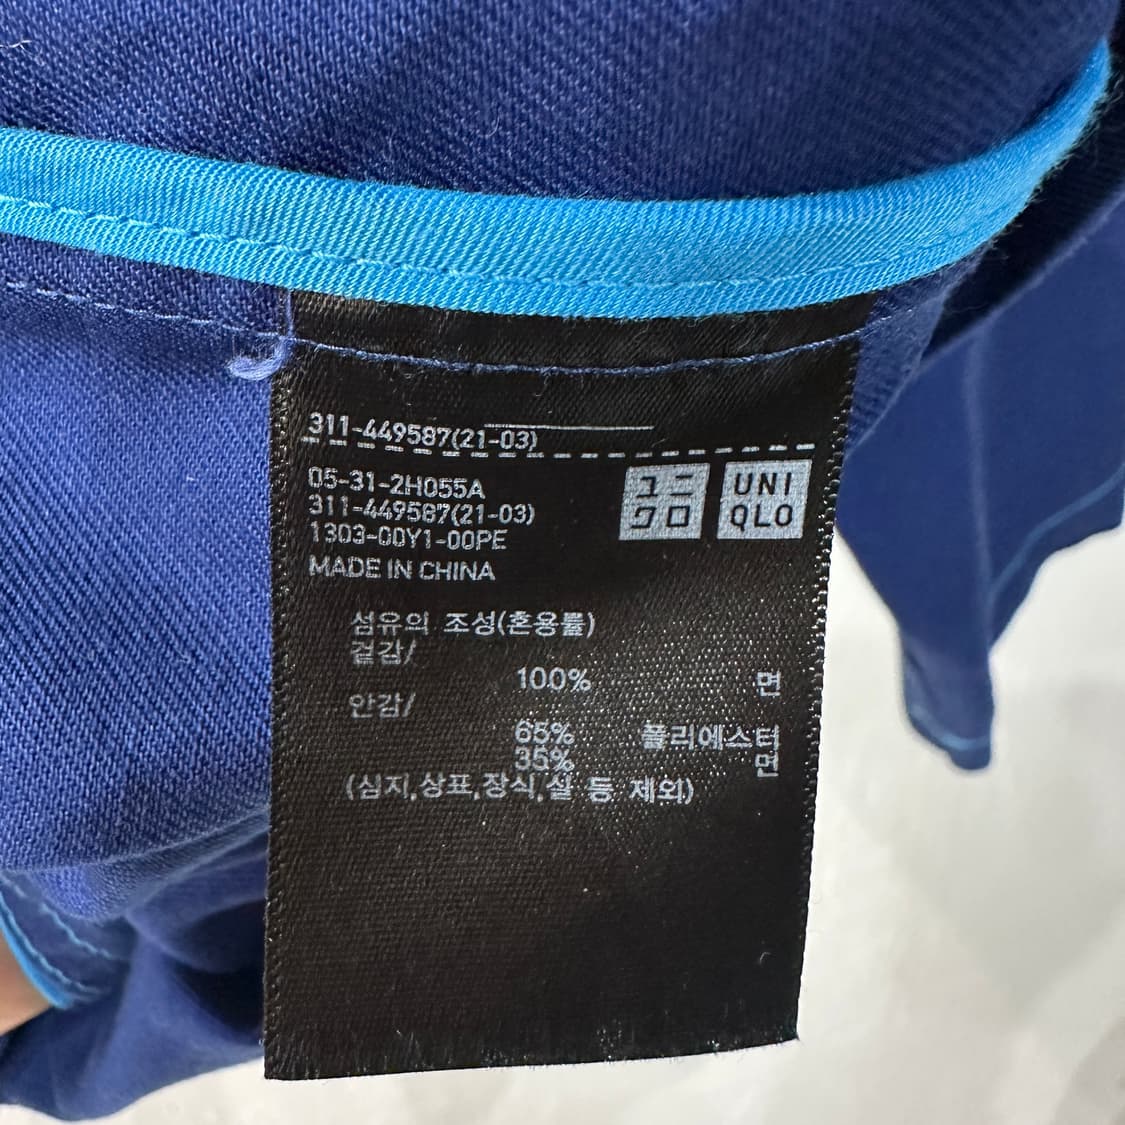 311-449587(21-03)
05-31-2H055A
311-449587(21-03)
1303-00Y1-00PE
MADE IN CHINA
ユニ
クロ
UNI
QLO
섬유의 조성(혼용률)
겉감/
100% 면
안감/
65% 폴리에스터
35% 면
(심지,상표,장식,실 등 제외)